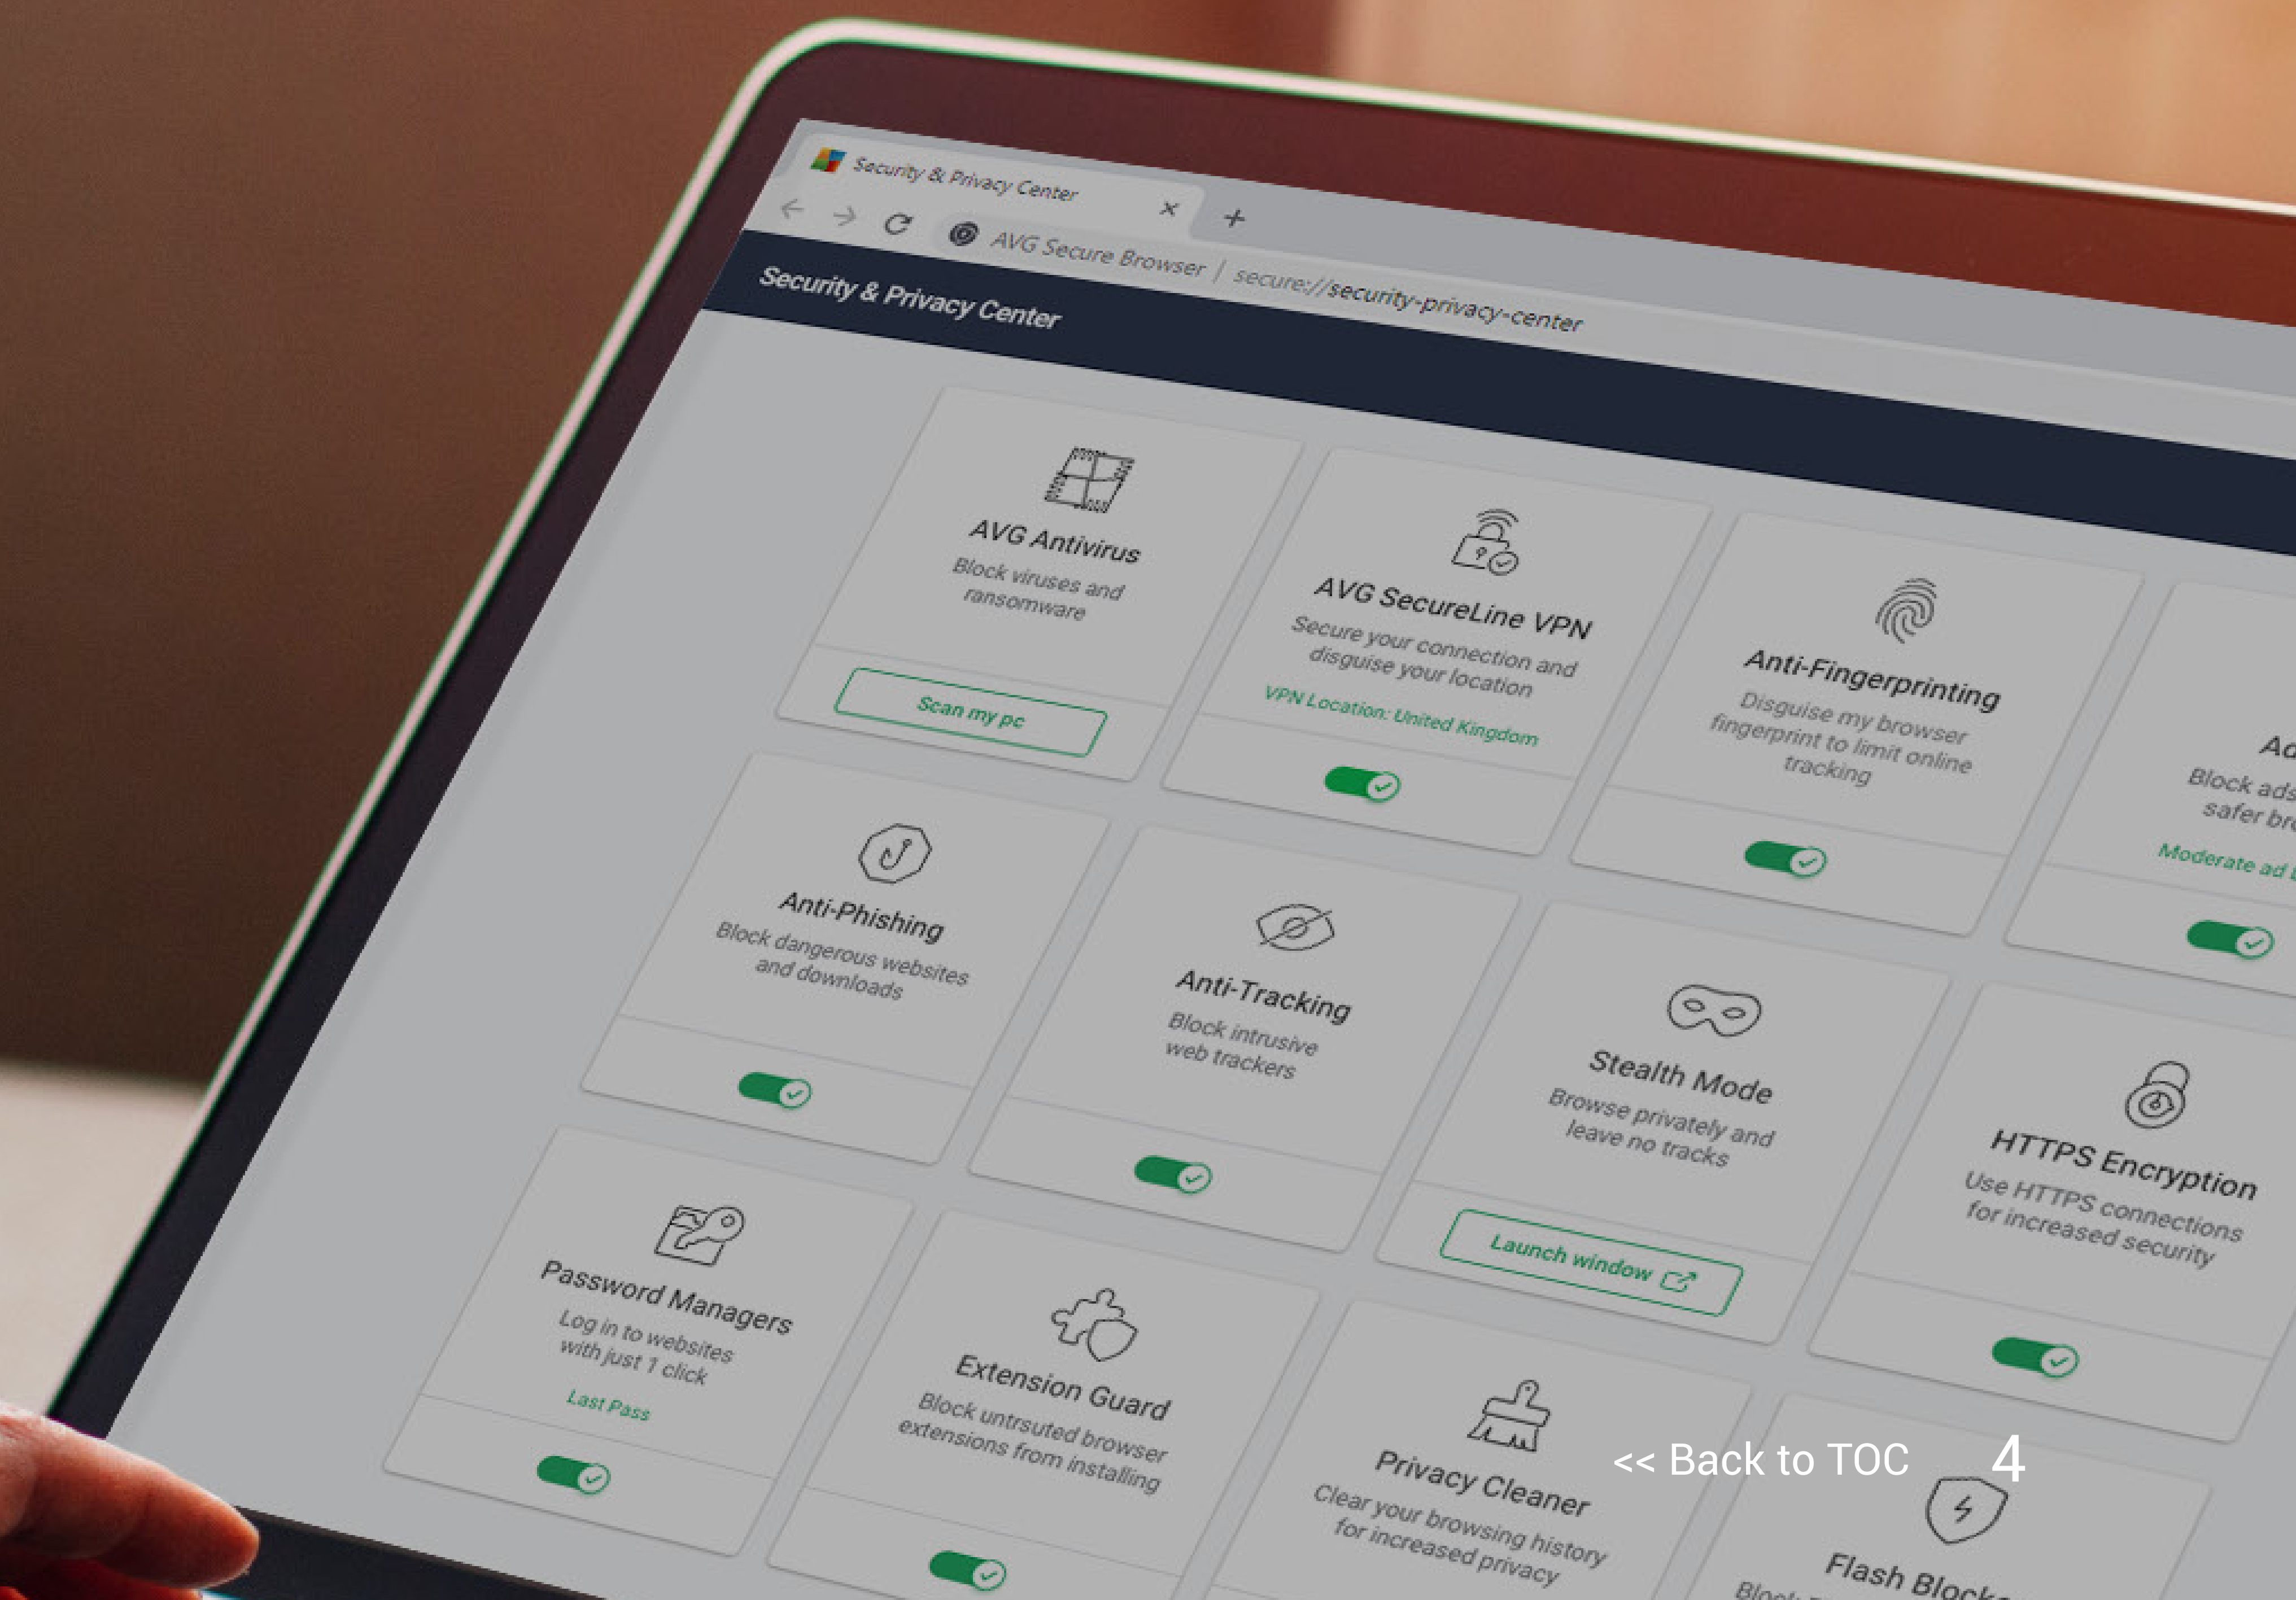 Security & Privacy Center
AVG Secure Browser | secure://security-privacy-center
Security & Privacy Center
AVG Antivirus
Block viruses and
ransomware
Scan my pc
AVG SecureLine VPN
Secure your connection and
disguise your location
VPN Location: United Kingdom
Anti-Fingerprinting
Disguise my browser
fingerprint to limit online
tracking
Block ads
Moderate ad
Anti-Phishing
Block dangerous websites
and downloads
Anti-Tracking
Block intrusive
web trackers
Stealth Mode
Browse privately and
leave no tracks
Launch window
HTTPS Encryption
Use HTTPS connections
for increased security
Password Managers
Log in to websites
with just 1 click
Last Pass
Extension Guard
Block untrsuted browser
extensions from installing
Privacy Cleaner
Clear your browsing history
for increased privacy
Flash
<< Back to TOC 4